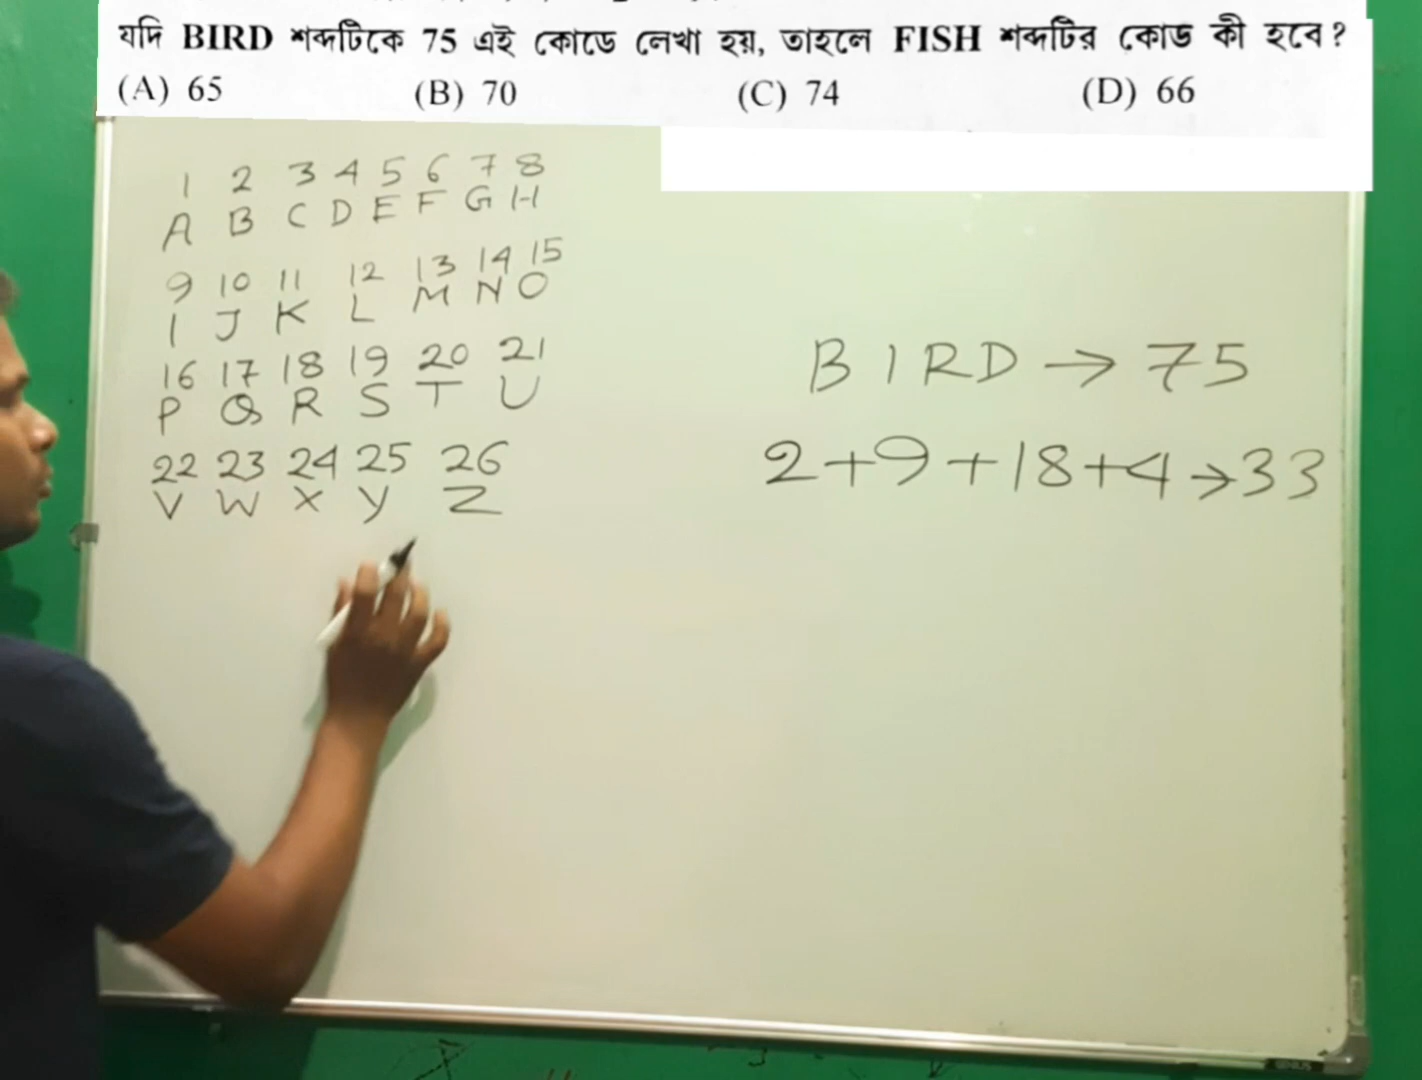 যদি BIRD শব্দটিকে 75 এই কোডে লেখা হয়, তাহলে FISH শব্দটির কোড কী হবে?
(A) 65 (B) 70 (C) 74 (D) 66
1 2 3 4 5 6 7 8
A B C D E F G H
9 10 11 12 13 14 15
I J K L M N O
16 17 18 19 20 21
P Q R S T U
22 23 24 25 26
V W X Y Z
BIRD → 75
2+9+18+4→33